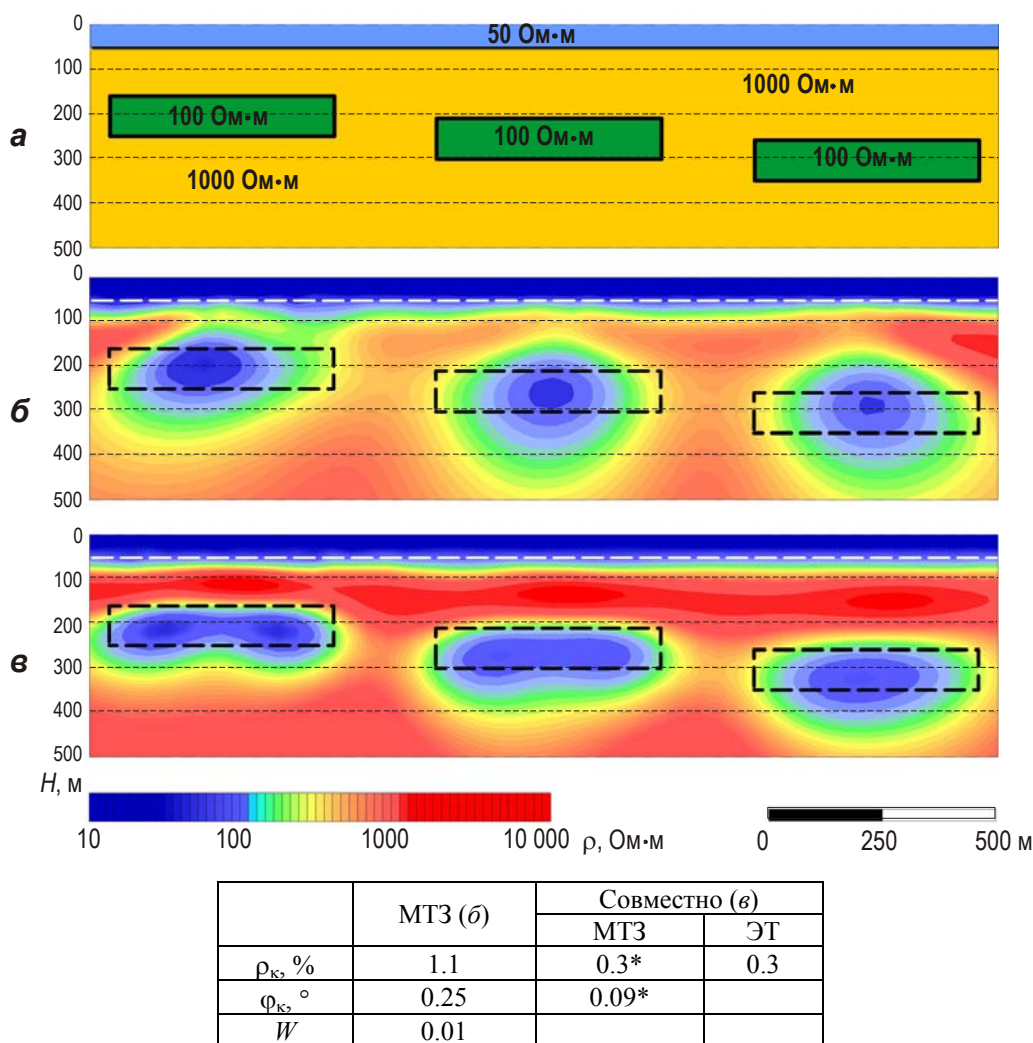 0
50 Ом•м
100
1000 Ом•м
200
100 Ом•м
100 Ом•м
100 Ом•м
а
300
1000 Ом•м
400
500
0
100
200
б
300
400
500
0
100
200
в
300
400
500
H, м
10 100 1000 10 000 ρ, Ом•м
0 250 500 м
МТЗ (б) Совместно (в)
МТЗ ЭТ
ρк, % 1.1 0.3* 0.3
φк, ° 0.25 0.09*
W 0.01